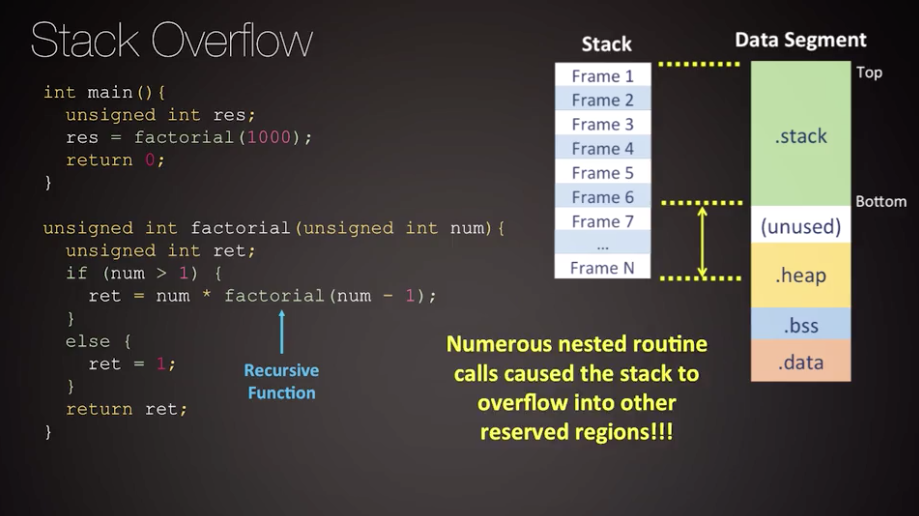 Stack Overflow
int main(){
unsigned int res;
res = factorial(1000);
return 0;
}
unsigned int factorial(unsigned int num){
unsigned int ret;
if (num > 1) {
ret = num * factorial(num - 1);
}
else {
ret = 1;
}
return ret;
}
Recursive
Function
Stack
Frame 1
Frame 2
Frame 3
Frame 4
Frame 5
Frame 6
Frame 7
...
Frame N
Data Segment
Top
.stack
Bottom
(unused)
.heap
.bss
.data
Numerous nested routine
calls caused the stack to
overflow into other
reserved regions!!!